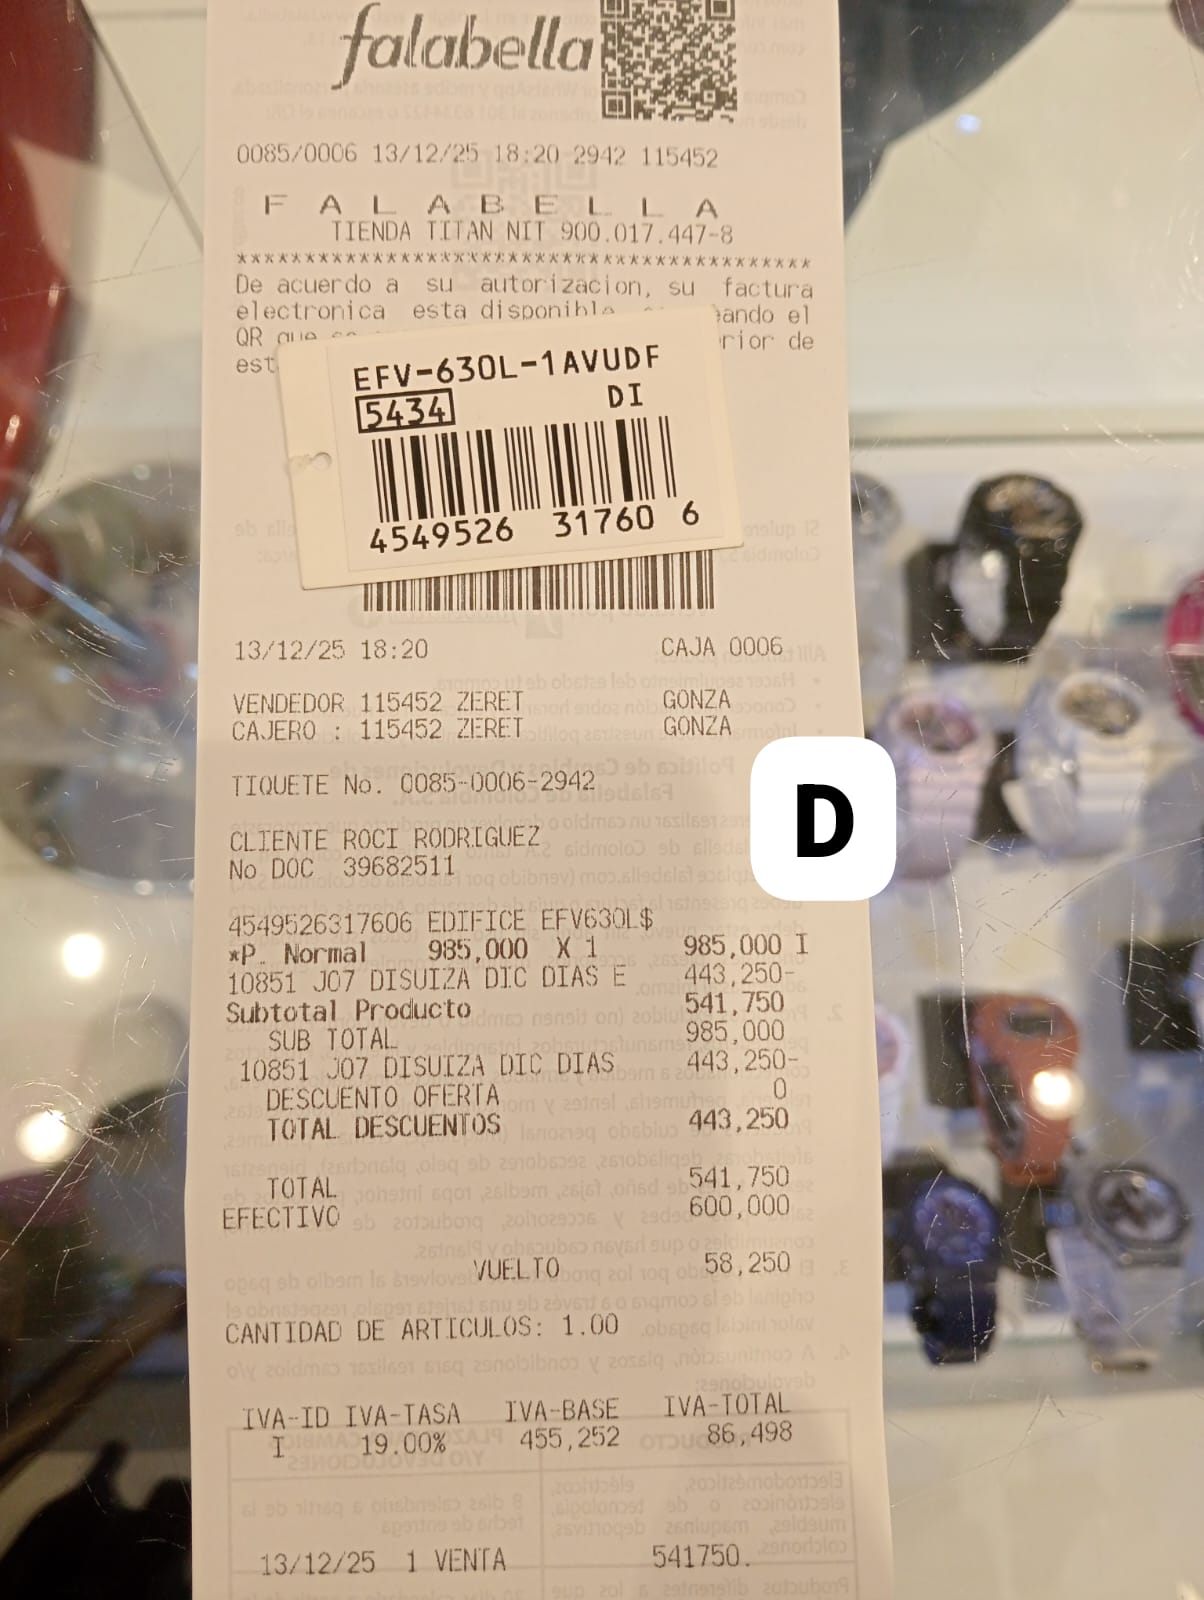 falabella
0085/0006 13/12/25 18:20 2942 115452
F A L A B E L L A
TIENDA TITAN NIT 900.017.447-8
******************************************
De acuerdo a su autorizacion, su factura
electronica esta disponible el
QR que rior de
est
EFV-630L-1AVUDF
5434 DI
4549526 31760 6
13/12/25 18:20 CAJA 0006
VENDEDOR 115452 ZERET GONZA
CAJERO : 115452 ZERET GONZA
TIQUETE No. 0085-0006-2942
D
CLIENTE ROCI RODRIGUEZ
No DOC 39682511
4549526317606 EDIFICE EFV630L$
*P. Normal 985,000 X 1 985,000 I
10851 J07 DISUIZA DIC DIAS E 443,250-
Subtotal Producto 541,750
SUB TOTAL 985,000
10851 J07 DISUIZA DIC DIAS 443,250-
DESCUENTO OFERTA 0
TOTAL DESCUENTOS 443,250
TOTAL 541,750
EFECTIVO 600,000
VUELTO 58,250
CANTIDAD DE ARTICULOS: 1.00
IVA-ID IVA-TASA IVA-BASE IVA-TOTAL
I 19.00% 455,252 86,498
13/12/25 1 VENTA 541750.